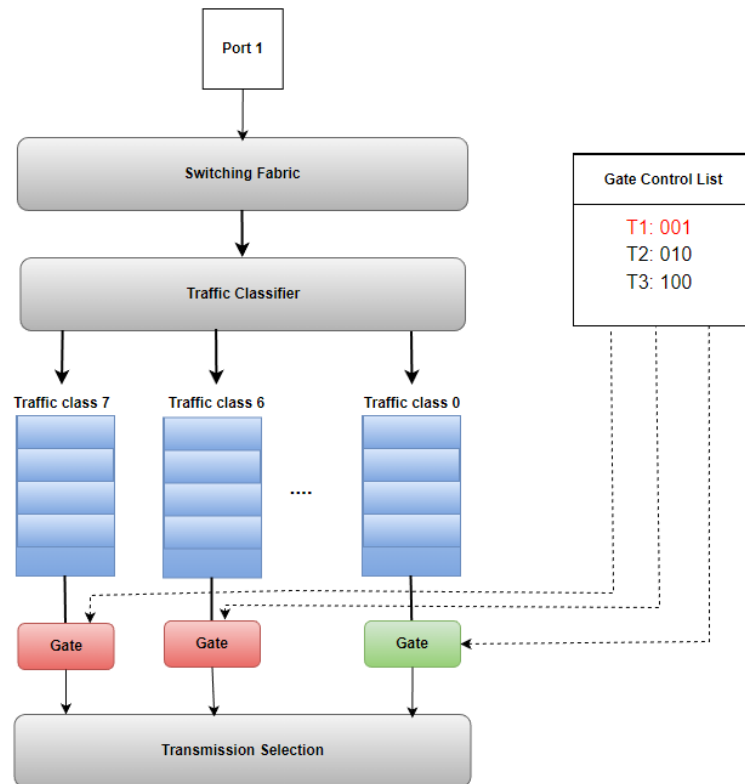 Port 1
Switching Fabric
Gate Control List
T1: 001
T2: 010
T3: 100
Traffic Classifier
Traffic class 7
Traffic class 6
Traffic class 0
....
Gate
Gate
Gate
Transmission Selection